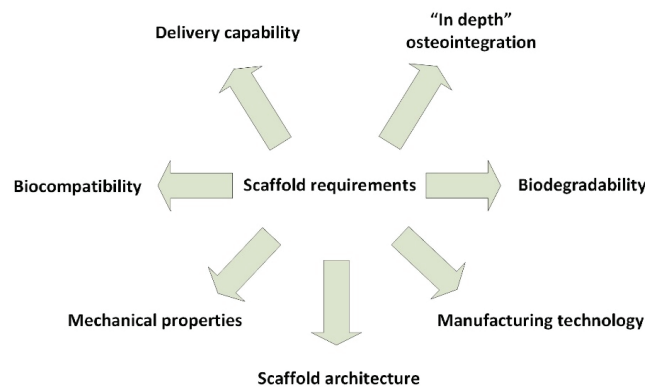 Delivery capability
“In depth”
osteointegration
Biocompatibility
Scaffold requirements
Biodegradability
Mechanical properties
Manufacturing technology
Scaffold architecture